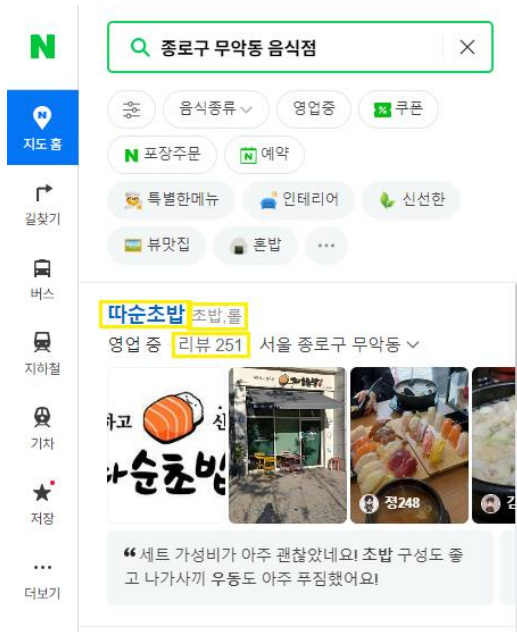 N
종로구 무악동 음식점
음식종류 영업중 쿠폰
N 포장주문 N 예약
특별한메뉴 인테리어 신선한
뷰맛집 혼밥 ...
N
지도 홈
길찾기
버스
지하철
기차
저장
더보기
따순초밥 초밥,롤
영업 중 리뷰 251 서울 종로구 무악동
하고
신
따순초밥
정248
“세트 가성비가 아주 괜찮았네요! 초밥 구성도 좋
고 나가사끼 우동도 아주 푸짐했어요!